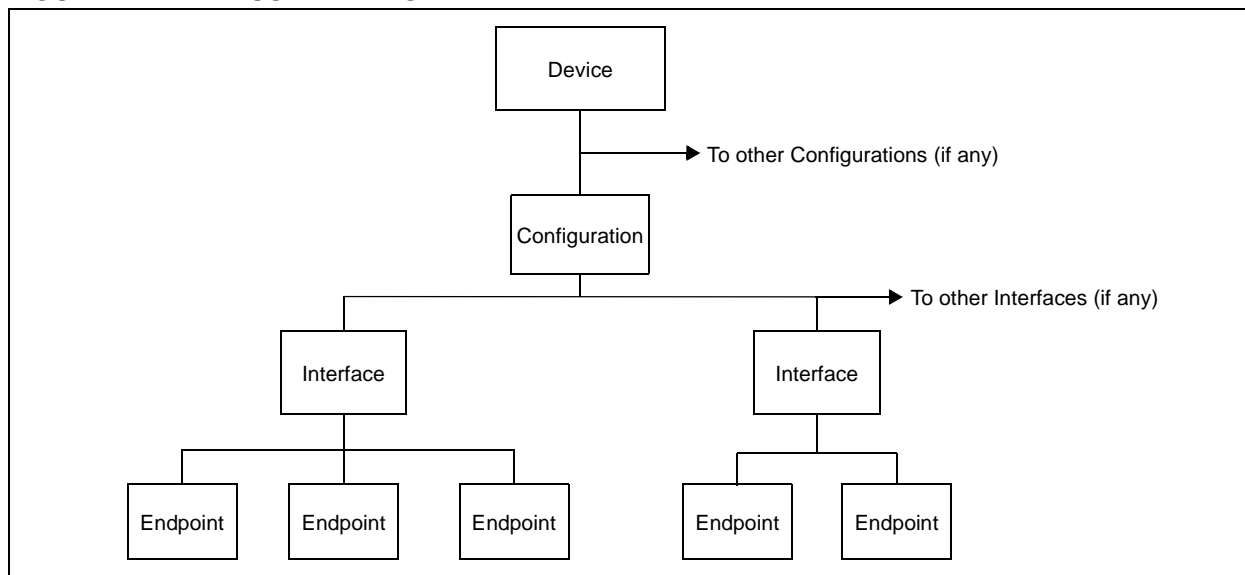 Device
To other Configurations (if any)
Configuration
To other Interfaces (if any)
Interface
Interface
Endpoint
Endpoint
Endpoint
Endpoint
Endpoint